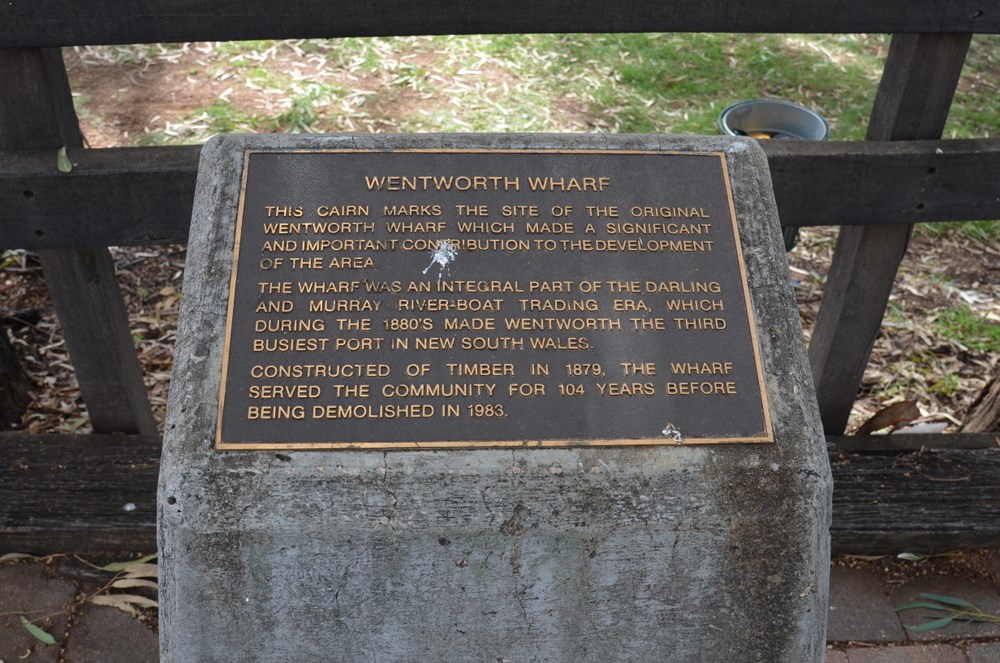 WENTWORTH WHARF
THIS CAIRN MARKS THE SITE OF THE ORIGINAL
WENTWORTH WHARF WHICH MADE A SIGNIFICANT
AND IMPORTANT CONTRIBUTION TO THE DEVELOPMENT
OF THE AREA.
THE WHARF WAS AN INTEGRAL PART OF THE DARLING
AND MURRAY RIVER-BOAT TRADING ERA, WHICH
DURING THE 1880'S MADE WENTWORTH THE THIRD
BUSIEST PORT IN NEW SOUTH WALES.
CONSTRUCTED OF TIMBER IN 1879, THE WHARF
SERVED THE COMMUNITY FOR 104 YEARS BEFORE
BEING DEMOLISHED IN 1983.